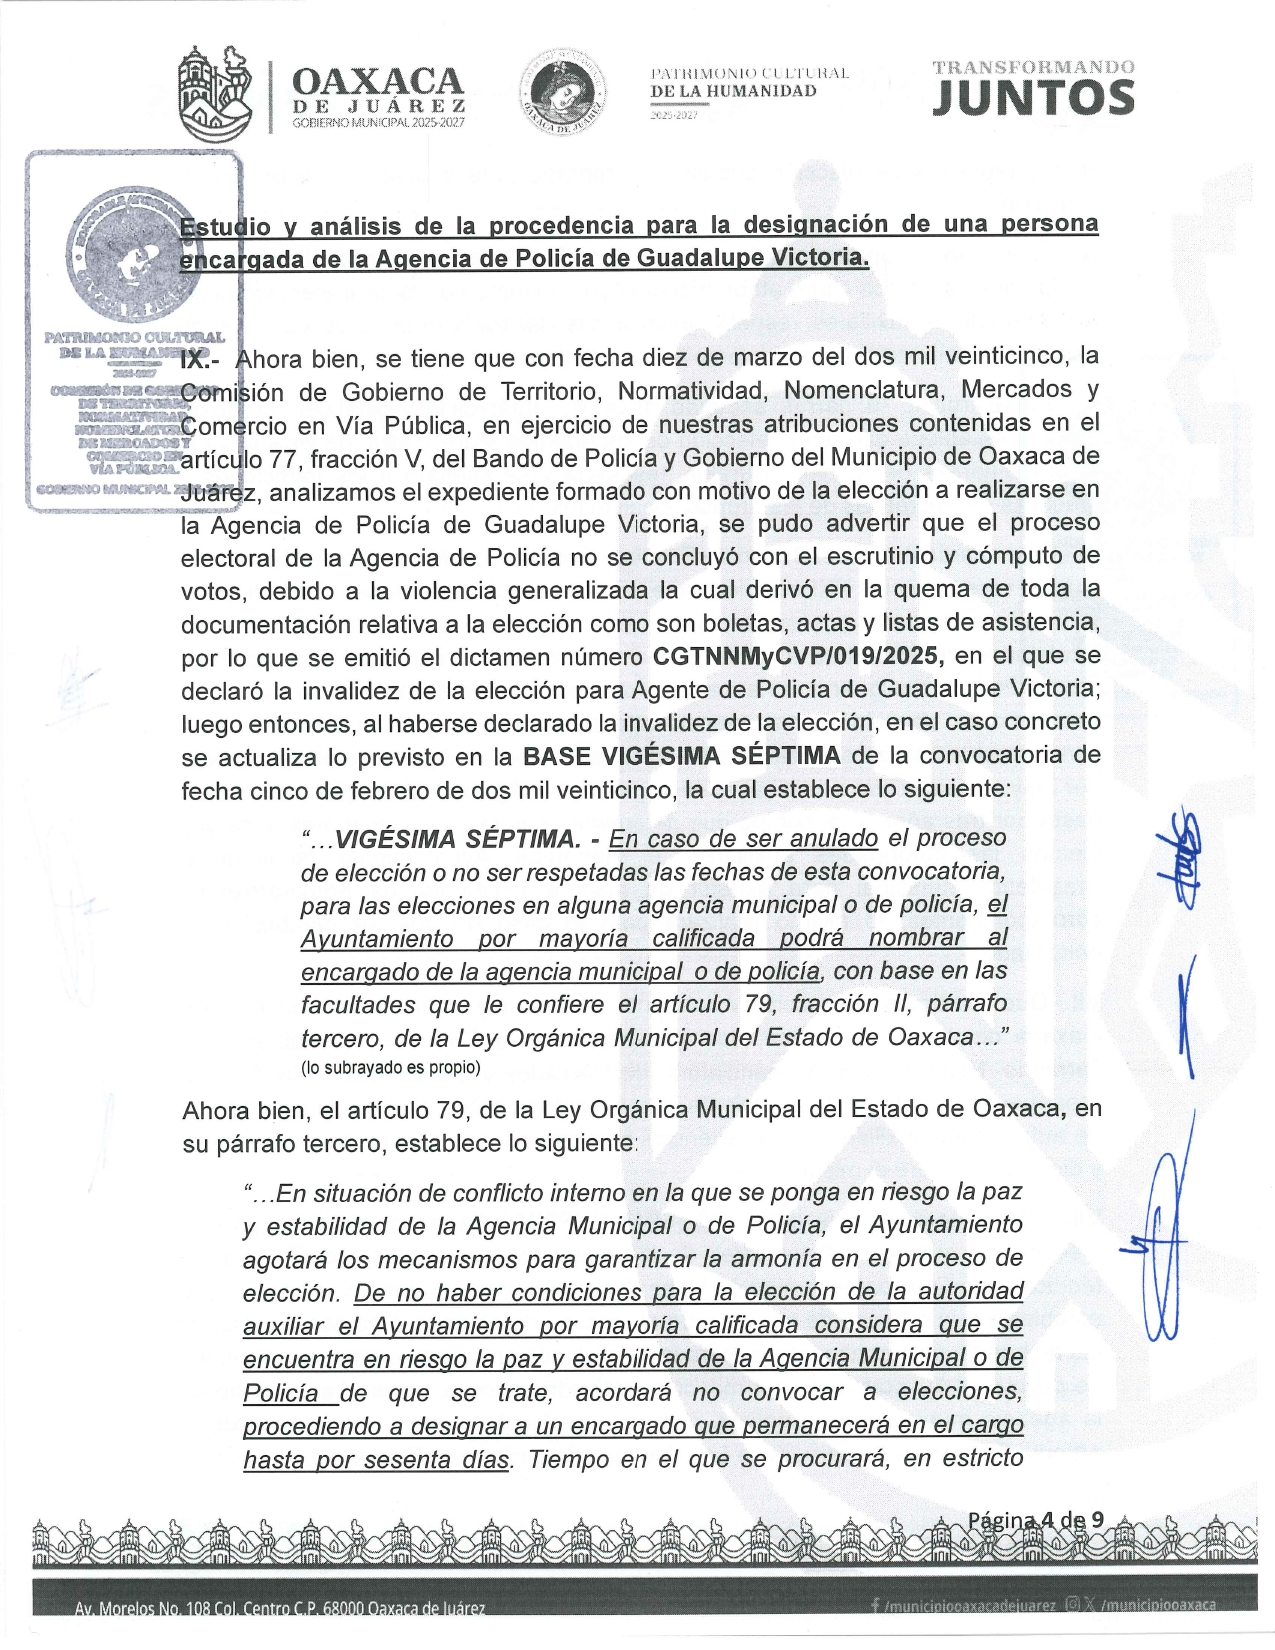 OAXACA
DE JUÁREZ
GOBIERNO MUNICIPAL 2025-2027
OAXACA DE JUÁREZ
PATRIMONIO CULTURAL
DE LA HUMANIDAD
2025-2027
TRANSFORMANDO
JUNTOS
PATRIMONIO CULTURAL
DE LA HUMANIDAD
2025-2027
DE TERRITORIO,
NORMATIVIDAD,
NOMENCLATURA
DE MERCADOS Y
COMERCIO EN
VÍA PÚBLICA.
GOBIERNO MUNICIPAL
Estudio y análisis de la procedencia para la designación de una persona
encargada de la Agencia de Policía de Guadalupe Victoria.
IX.- Ahora bien, se tiene que con fecha diez de marzo del dos mil veinticinco, la
Comisión de Gobierno de Territorio, Normatividad, Nomenclatura, Mercados y
Comercio en Vía Pública, en ejercicio de nuestras atribuciones contenidas en el
artículo 77, fracción V, del Bando de Policía y Gobierno del Municipio de Oaxaca de
Juárez, analizamos el expediente formado con motivo de la elección a realizarse en
la Agencia de Policía de Guadalupe Victoria, se pudo advertir que el proceso
electoral de la Agencia de Policía no se concluyó con el escrutinio y cómputo de
votos, debido a la violencia generalizada la cual derivó en la quema de toda la
documentación relativa a la elección como son boletas, actas y listas de asistencia,
por lo que se emitió el dictamen número CGTNNMyCVP/019/2025, en el que se
declaró la invalidez de la elección para Agente de Policía de Guadalupe Victoria;
luego entonces, al haberse declarado la invalidez de la elección, en el caso concreto
se actualiza lo previsto en la BASE VIGÉSIMA SÉPTIMA de la convocatoria de
fecha cinco de febrero de dos mil veinticinco, la cual establece lo siguiente:
“…VIGÉSIMA SÉPTIMA. - En caso de ser anulado el proceso
de elección o no ser respetadas las fechas de esta convocatoria,
para las elecciones en alguna agencia municipal o de policía, el
Ayuntamiento por mayoría calificada podrá nombrar al
encargado de la agencia municipal o de policía, con base en las
facultades que le confiere el artículo 79, fracción II, párrafo
tercero, de la Ley Orgánica Municipal del Estado de Oaxaca…”
(lo subrayado es propio)
Ahora bien, el artículo 79, de la Ley Orgánica Municipal del Estado de Oaxaca, en
su párrafo tercero, establece lo siguiente:
“…En situación de conflicto interno en la que se ponga en riesgo la paz
y estabilidad de la Agencia Municipal o de Policía, el Ayuntamiento
agotará los mecanismos para garantizar la armonía en el proceso de
elección. De no haber condiciones para la elección de la autoridad
auxiliar el Ayuntamiento por mayoría calificada considera que se
encuentra en riesgo la paz y estabilidad de la Agencia Municipal o de
Policía de que se trate, acordará no convocar a elecciones,
procediendo a designar a un encargado que permanecerá en el cargo
hasta por sesenta días. Tiempo en el que se procurará, en estricto
Página 4 de 9
Av. Morelos No. 108 Col. Centro C.P. 68000 Oaxaca de Juárez
/municipiooaxacadejuarez
/municipiooaxaca